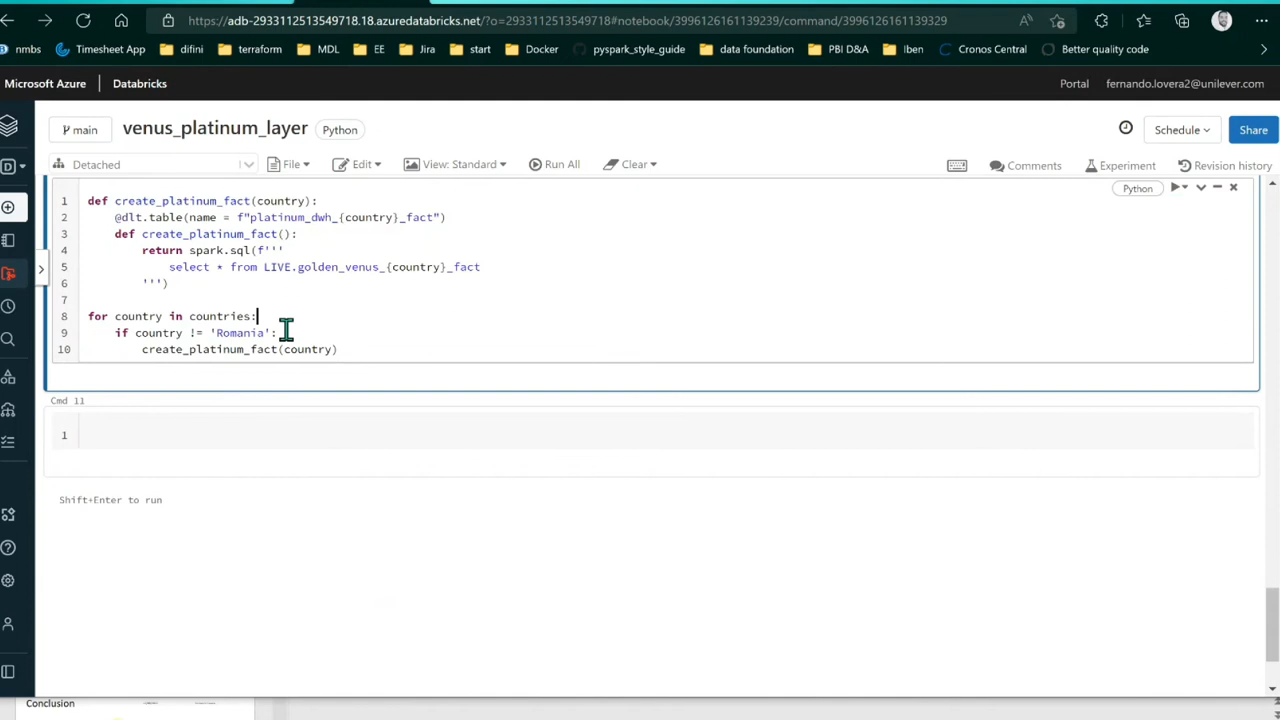 https://adb-2933112513549718.18.azuredatabricks.net/?o=2933112513549718#notebook/3996126161139239/command/3996126161139329
nmbs Timesheet App difini terraform MDL EE Jira start Docker pyspark_style_guide data foundation PBI D&A Iben Cronos Central Better quality code
Microsoft Azure Databricks Portal fernando.lovera2@unilever.com
main venus_platinum_layer Python Schedule Share
Detached File Edit View: Standard Run All Clear Comments Experiment Revision history
Python
1 def create_platinum_fact(country):
2 @dlt.table(name = f"platinum_dwh_{country}_fact")
3 def create_platinum_fact():
4 return spark.sql(f'''
5 select * from LIVE.golden_venus_{country}_fact
6 ''')
7
8 for country in countries:
9 if country != 'Romania':
10 create_platinum_fact(country)
Cmd 11
1
Shift+Enter to run
Conclusion